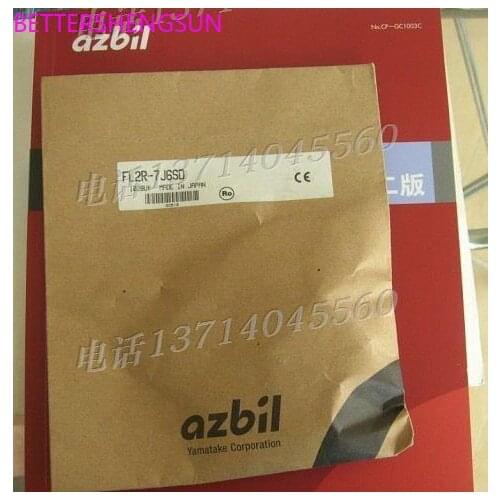 BETTERSHENGSUN
azbil
No.CP-GC1003C
FL2R-7J6SD
MADE IN JAPAN
Ro
CE
电话13714045560
二版
电话13714045560
azbil
Yamatake Corporation